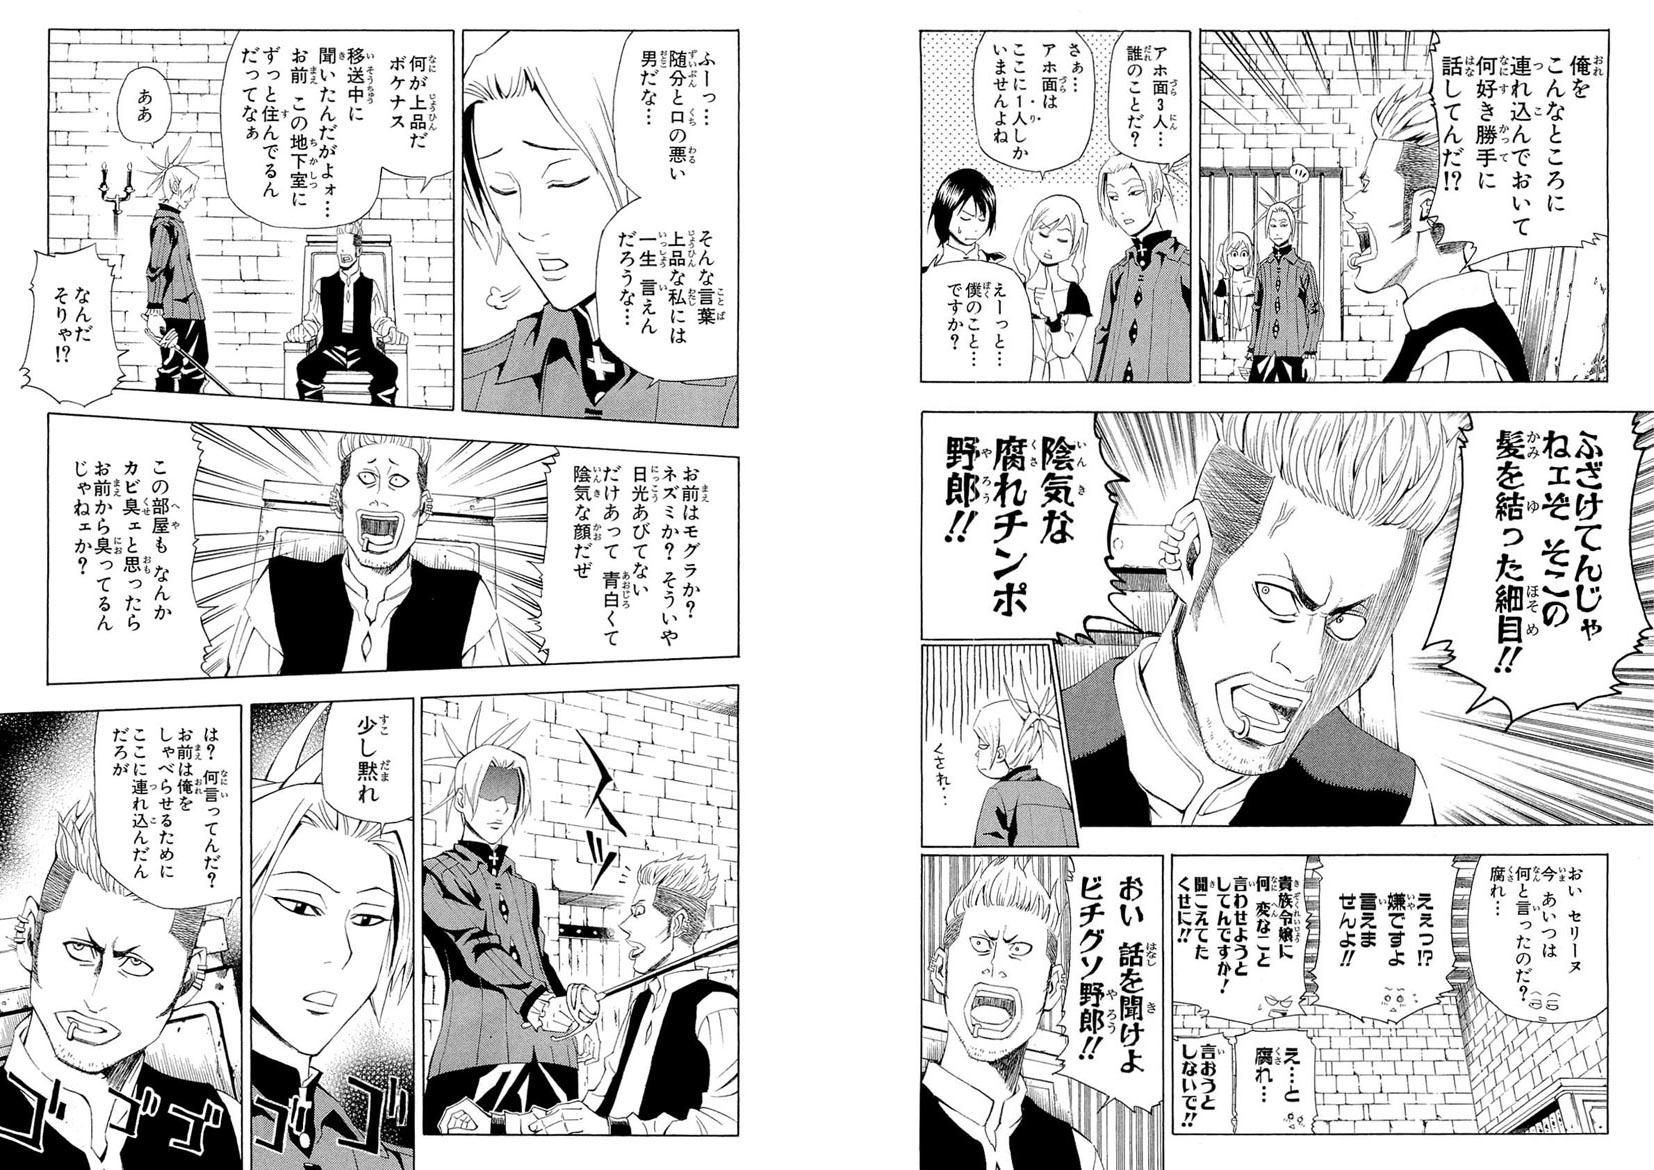 俺を
こんなところに
連れ込んでおいて
何好き勝手に
話してんだ!?
アホ面3人…
誰のことだ?
さぁ…
アホ面は
ここに1人しか
いませんよね
えーっと…
僕のこと…
ですか?
ふざけてんじゃ
ねェぞ そこの
髪を結った細目!!
陰気な
腐れチンポ
野郎!!
くされ…
おい セリーヌ
今 あいつは
何と言ったのだ?
腐れ…
えぇっ!?
嫌ですよ
言えま
せんよ!!
貴族令嬢に
何 変なこと
言わせようと
してんですか!
聞こえてた
くせに!!
え……と
腐れ…
言おうと
しないで!!
おい 話を聞けよ
ビチグソ野郎!!
ふーっ…
随分と口の悪い
男だな…
そんな言葉
上品な私には
一生 言えん
だろうな…
何が上品だ
ボケナス
移送中に
聞いたんだがよォ…
お前 この地下室に
ずっと住んでるん
だってなぁ
ああ
なんだ
そりゃ!?
お前はモグラか?
ネズミか? そういや
日光あびてない
だけあって 青白くて
陰気な顔だぜ
この部屋も なんか
カビ臭ェと思ったら
お前から臭ってるん
じゃねェか?
少し黙れ
は? 何言ってんだ?
お前は俺を
しゃべらせるために
ここに連れ込んだん
だろが
ゴゴゴ
ゴゴ